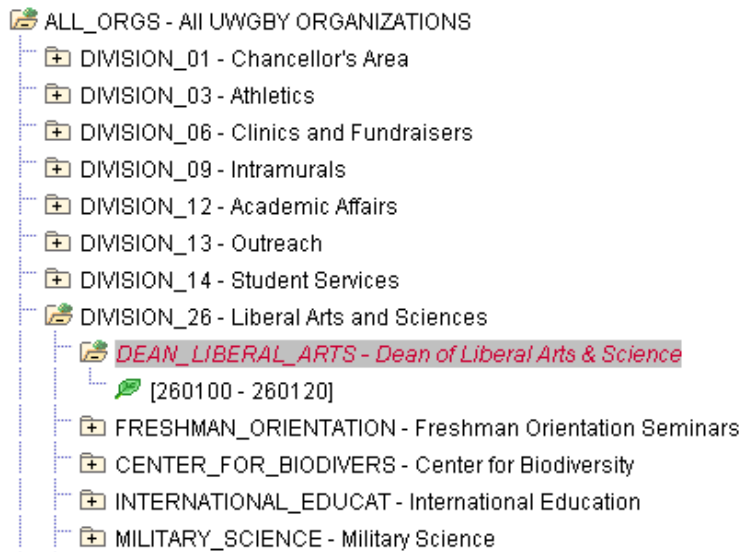 ALL_ORGS - All UWGBY ORGANIZATIONS
DIVISION_01 - Chancellor's Area
DIVISION_03 - Athletics
DIVISION_06 - Clinics and Fundraisers
DIVISION_09 - Intramurals
DIVISION_12 - Academic Affairs
DIVISION_13 - Outreach
DIVISION_14 - Student Services
DIVISION_26 - Liberal Arts and Sciences
DEAN_LIBERAL_ARTS - Dean of Liberal Arts & Science
[260100 - 260120]
FRESHMAN_ORIENTATION - Freshman Orientation Seminars
CENTER_FOR_BIODIVERS - Center for Biodiversity
INTERNATIONAL_EDUCAT - International Education
MILITARY_SCIENCE - Military Science